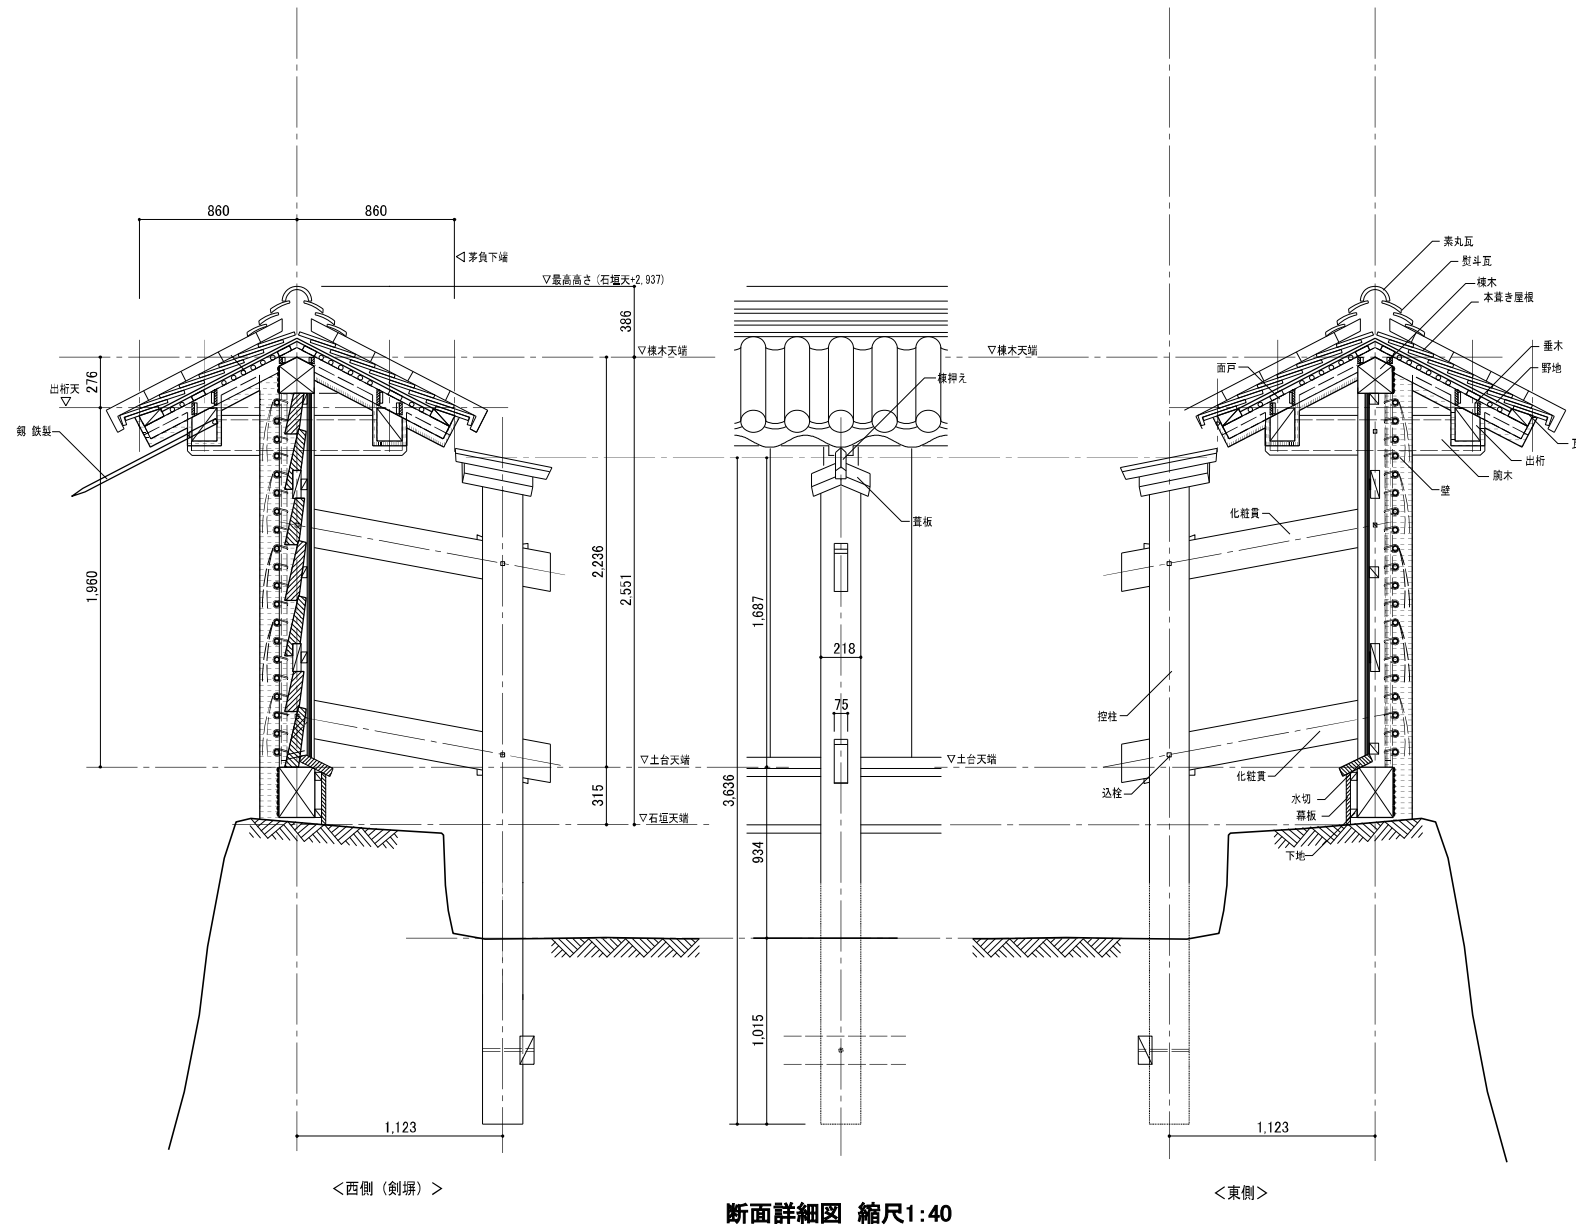 860
860
◁ 茅負下端
▽最高高さ (石垣天+2,937)
386
▽棟木天端
276
出桁天
▽
剱 鉄製
1,960
2,236
2,551
▽土台天端
315
▽石垣天端
1,123
＜西側（剣塀）＞
▽棟木天端
棟押え
葺板
1,687
218
75
▽土台天端
3,636
934
1,015
素丸瓦
熨斗瓦
棟木
本葺き屋根
面戸
垂木
野地
出桁
腕木
壁
化粧貫
控柱
化粧貫
込栓
水切
幕板
下地
1,123
＜東側＞
断面詳細図 縮尺1:40